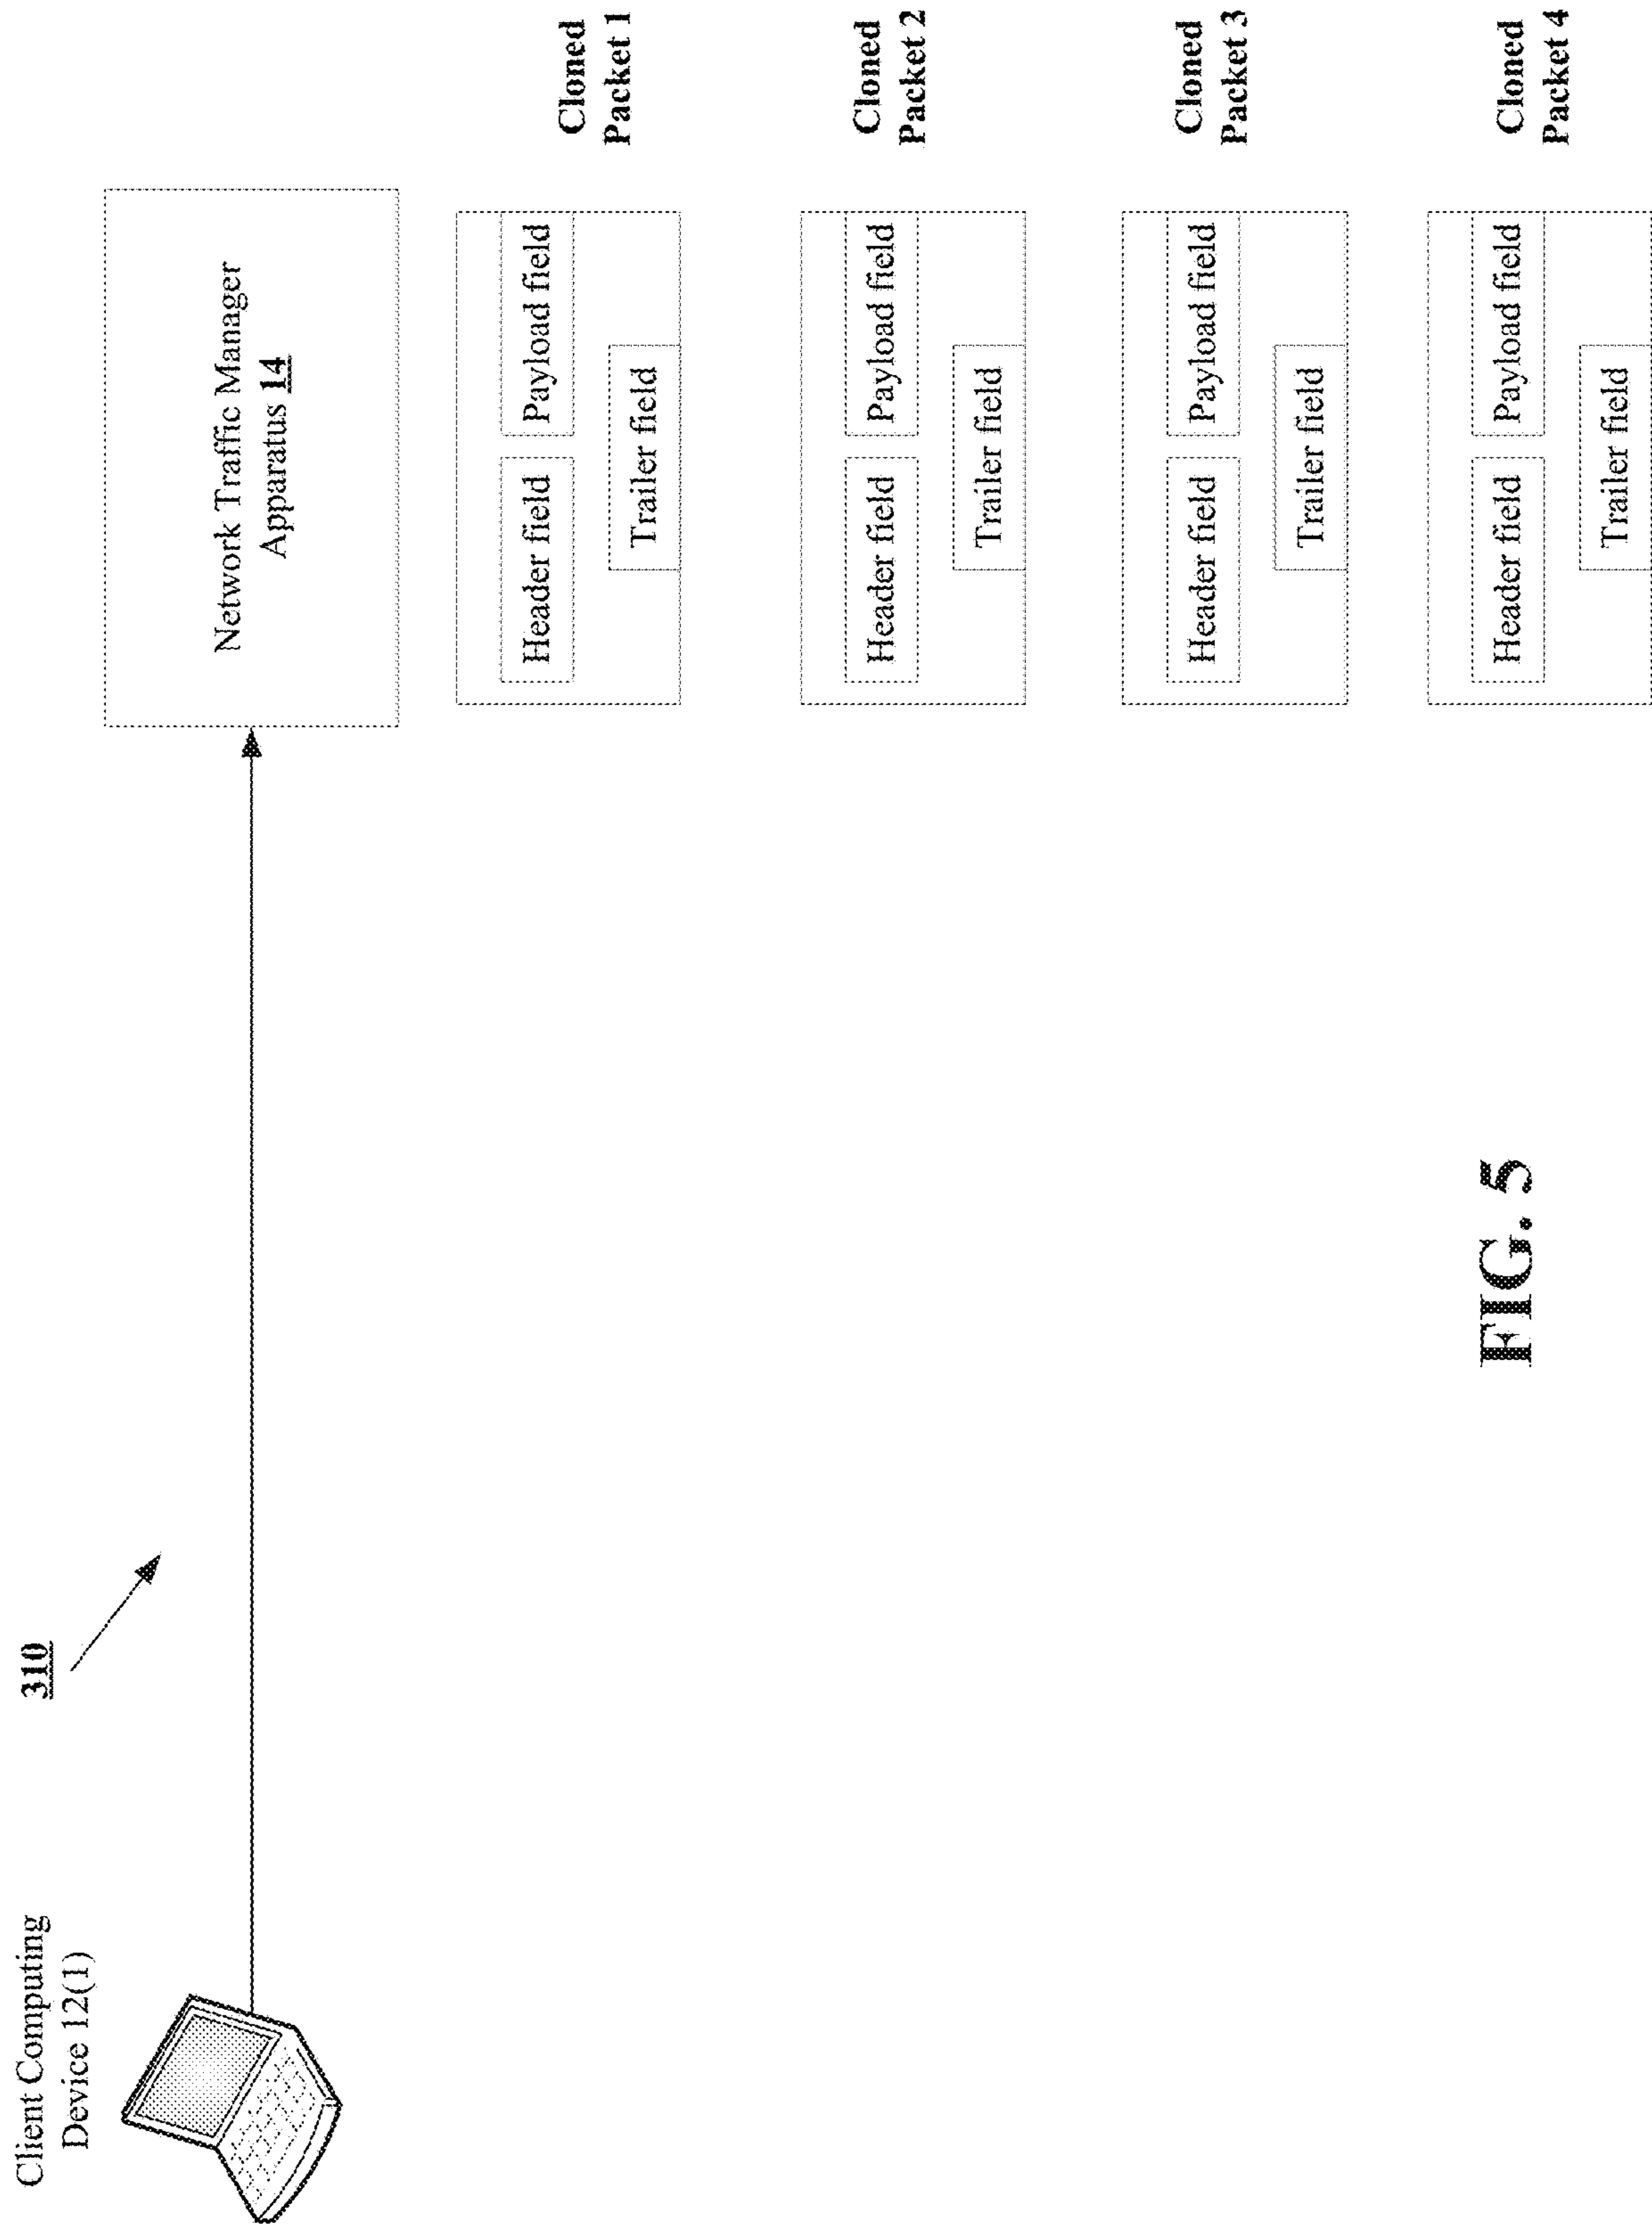 Client Computing
Device 12(1)
310
Network Traffic Manager
Apparatus 14
Header field
Payload field
Trailer field
Cloned
Packet 1
Header field
Payload field
Trailer field
Cloned
Packet 2
Header field
Payload field
Trailer field
Cloned
Packet 3
Header field
Payload field
Trailer field
Cloned
Packet 4
FIG. 5